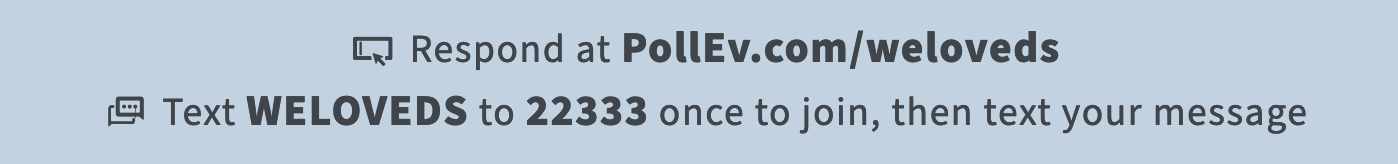 Respond at PollEv.com/weloveds
Text WELOVEDS to 22333 once to join, then text your message